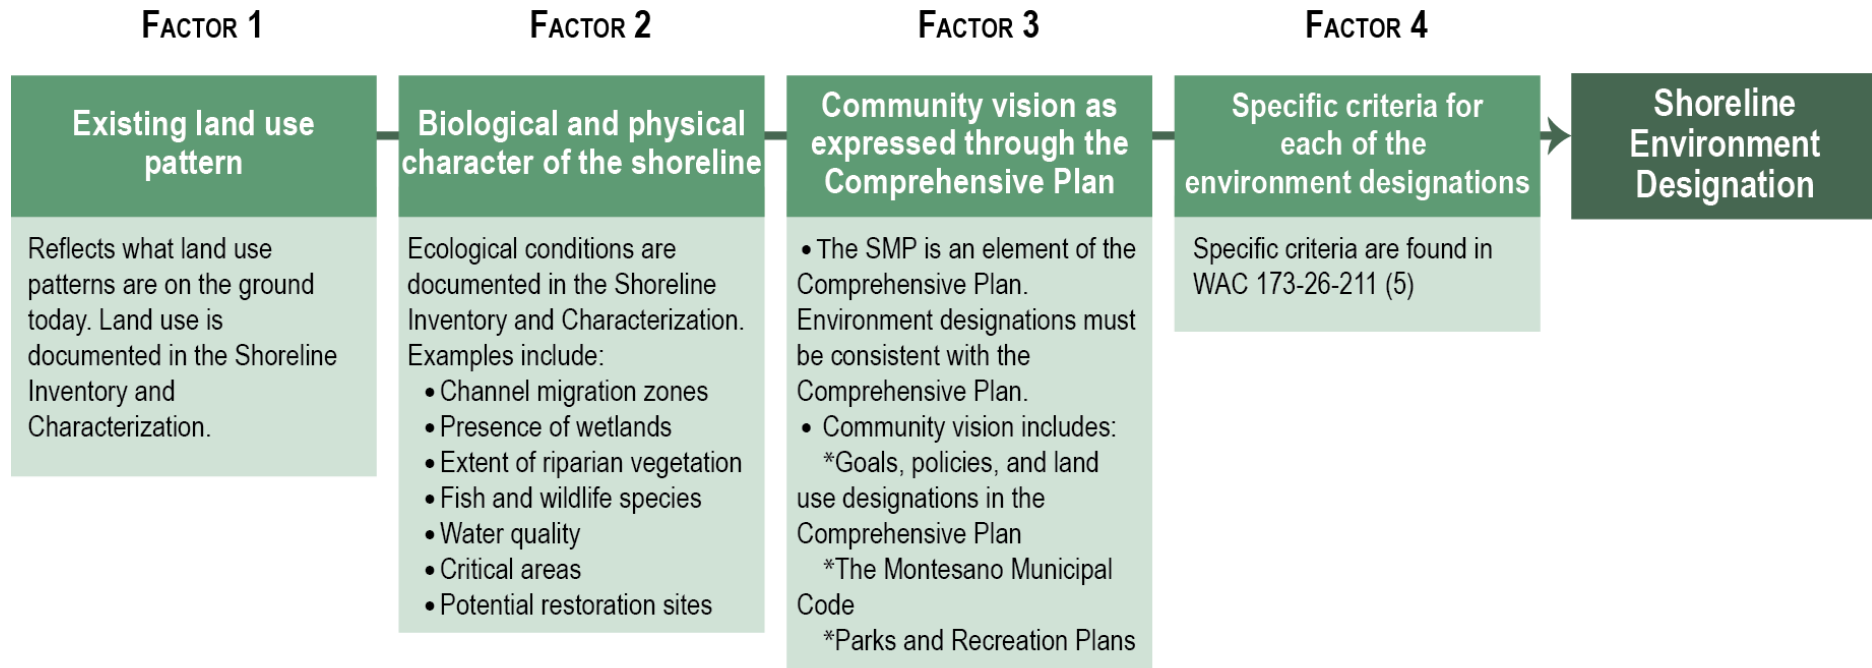 FACTOR 1
Existing land use
pattern
Reflects what land use
patterns are on the ground
today. Land use is
documented in the Shoreline
Inventory and
Characterization.
FACTOR 2
Biological and physical
character of the shoreline
Ecological conditions are
documented in the Shoreline
Inventory and Characterization.
Examples include:
• Channel migration zones
• Presence of wetlands
• Extent of riparian vegetation
• Fish and wildlife species
• Water quality
• Critical areas
• Potential restoration sites
FACTOR 3
Community vision as
expressed through the
Comprehensive Plan
• The SMP is an element of the
Comprehensive Plan.
Environment designations must
be consistent with the
Comprehensive Plan.
• Community vision includes:
*Goals, policies, and land
use designations in the
Comprehensive Plan
*The Montesano Municipal
Code
*Parks and Recreation Plans
FACTOR 4
Specific criteria for
each of the
environment designations
Specific criteria are found in
WAC 173-26-211 (5)
Shoreline
Environment
Designation